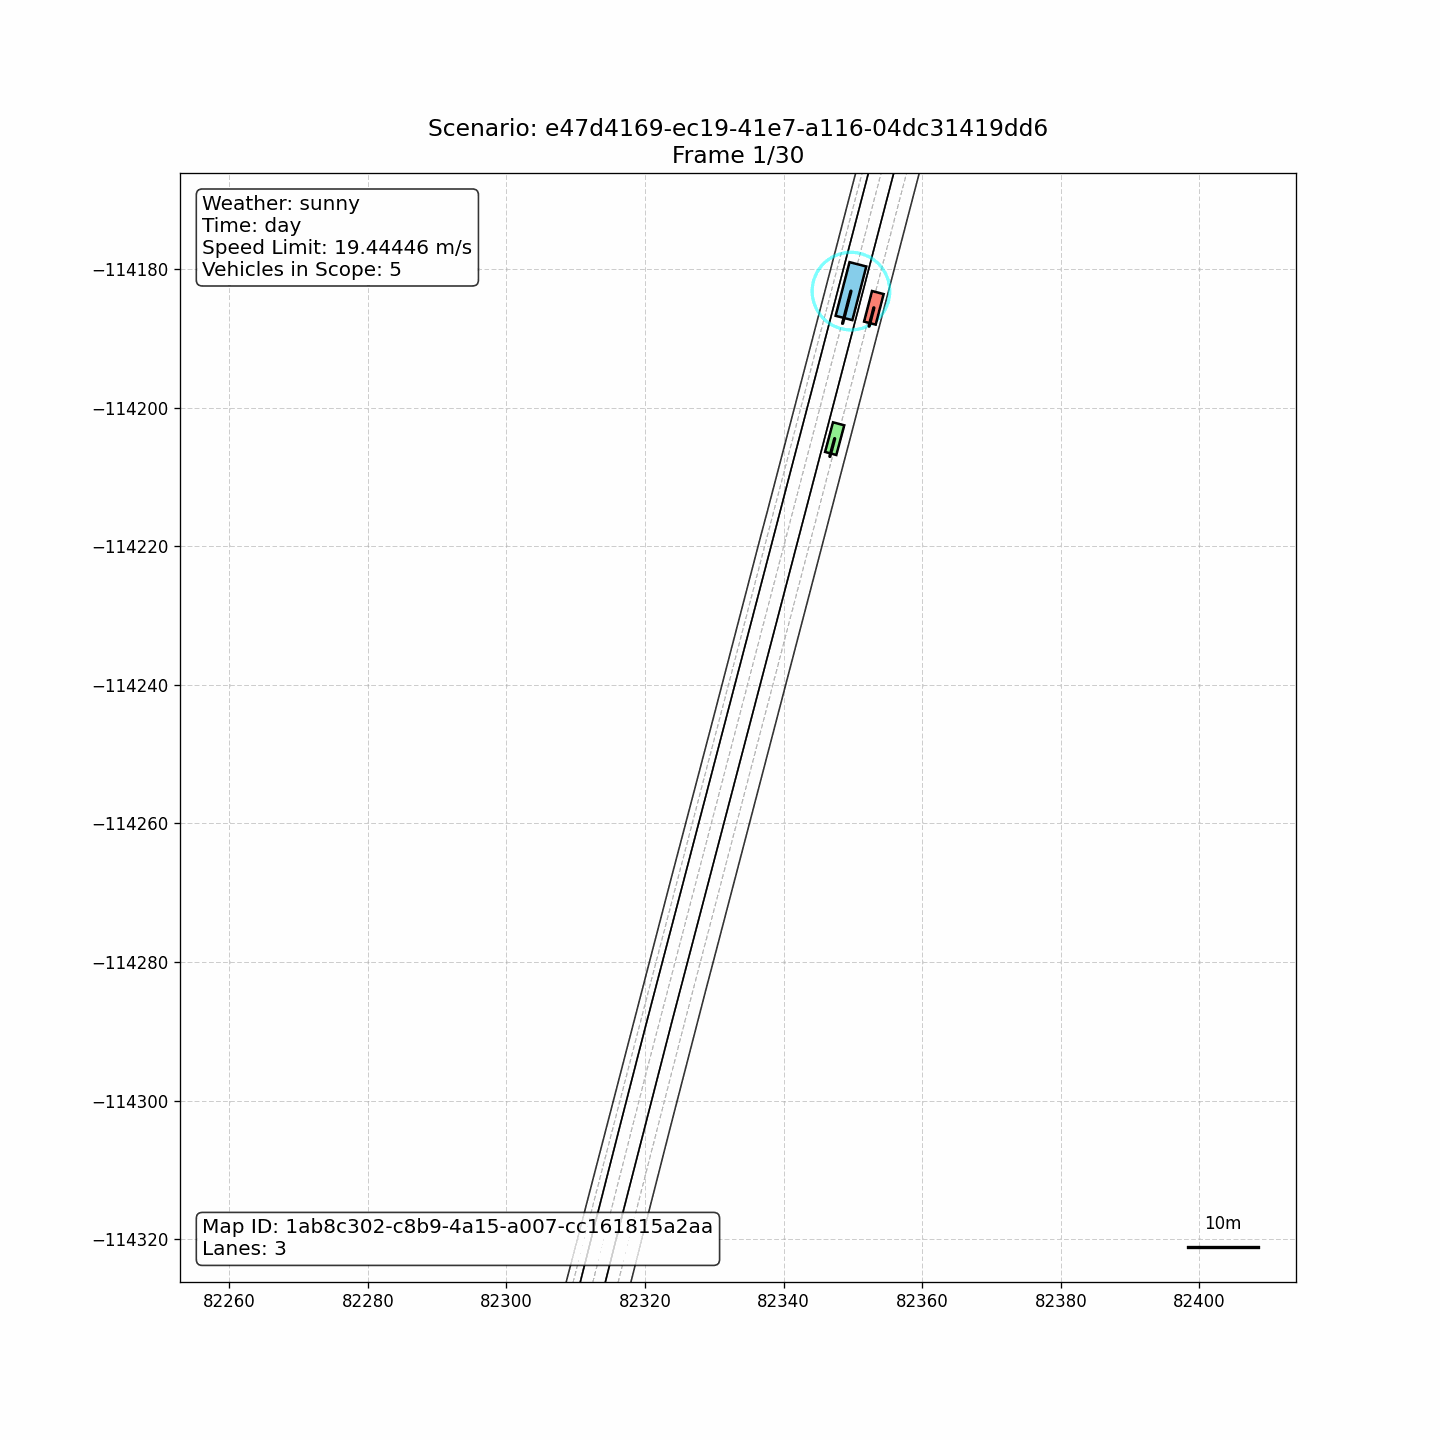 Scenario: e47d4169-ec19-41e7-a116-04dc31419dd6
Frame 1/30
Weather: sunny
Time: day
Speed Limit: 19.44446 m/s
Vehicles in Scope: 5
−114180
−114200
−114220
−114240
−114260
−114280
−114300
−114320
Map ID: 1ab8c302-c8b9-4a15-a007-cc161815a2aa
Lanes: 3
10m
82260 82280 82300 82320 82340 82360 82380 82400